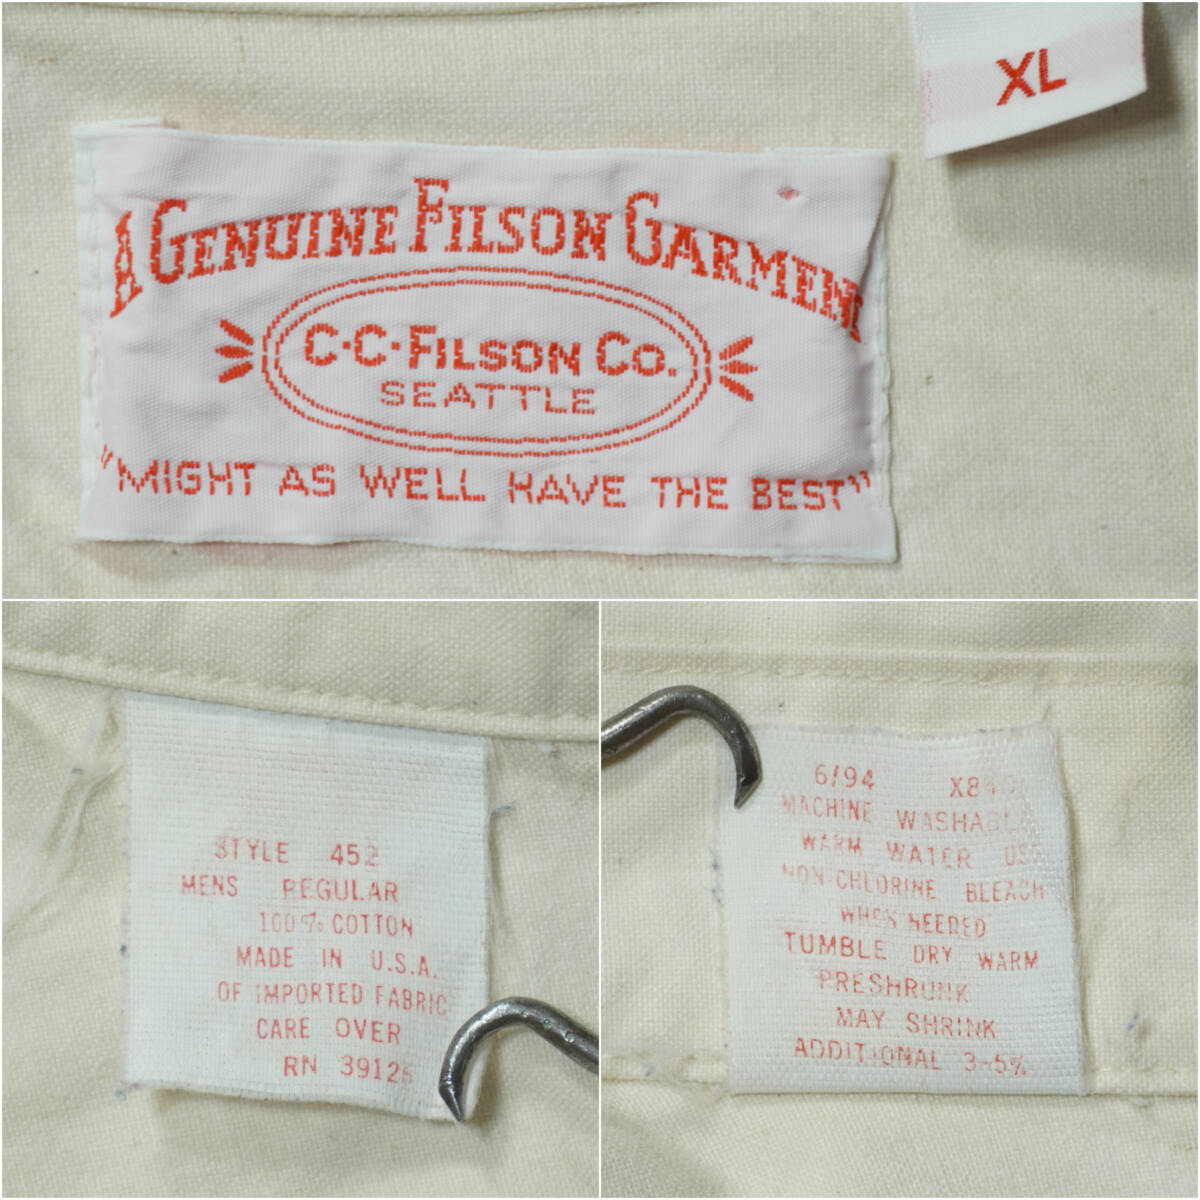 XL
A GENUINE FILSON GARMENT
C·C·FILSON CO.
SEATTLE
"MIGHT AS WELL HAVE THE BEST"
STYLE 452
MENS REGULAR
100% COTTON
MADE IN U.S.A.
OF IMPORTED FABRIC
CARE OVER
RN 39126
6/94
MACHINE WASHABLE
WARM WATER USE
NON-CHLORINE BLEACH
WHEN NEEDED
TUMBLE DRY WARM
PRESHRUNK
MAY SHRINK
ADDITIONAL 3-5%